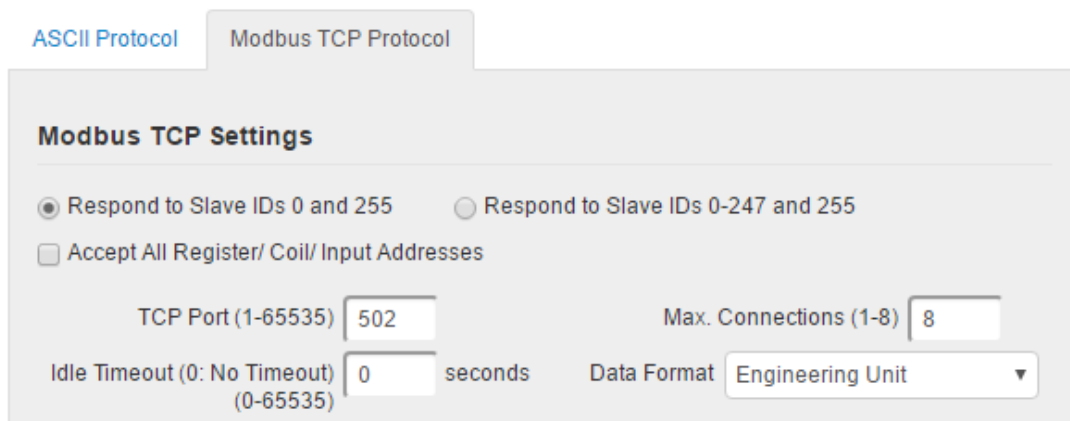 ASCII Protocol Modbus TCP Protocol
Modbus TCP Settings
Respond to Slave IDs 0 and 255 Respond to Slave IDs 0-247 and 255
Accept All Register/ Coil/ Input Addresses
TCP Port (1-65535) 502 Max. Connections (1-8) 8
Idle Timeout (0: No Timeout) 0 seconds Data Format Engineering Unit
(0-65535)